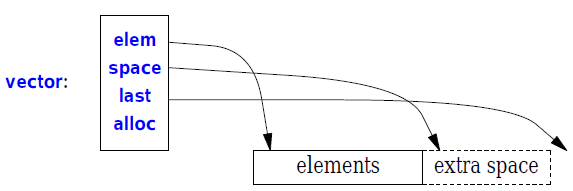 elem
space
vector:
last
alloc
elements
extra space